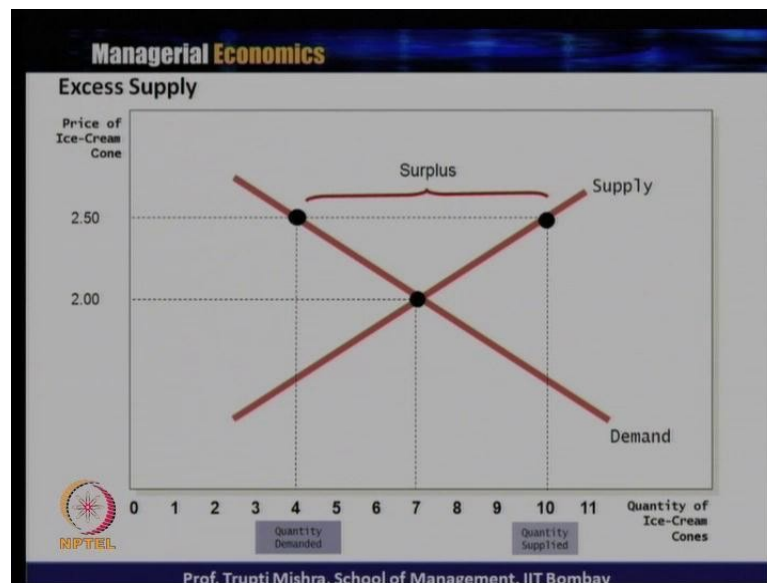 Managerial Economics
Excess Supply
Price of
Ice-Cream
Cone
Surplus
Supply
2.50
2.00
Demand
0 1 2 3 4 5 6 7 8 9 10 11
Quantity of
Ice-Cream
Cones
Quantity
Demanded
Quantity
Supplied
NPTEL
Prof. Trupti Mishra, School of Management, IIT Bombay